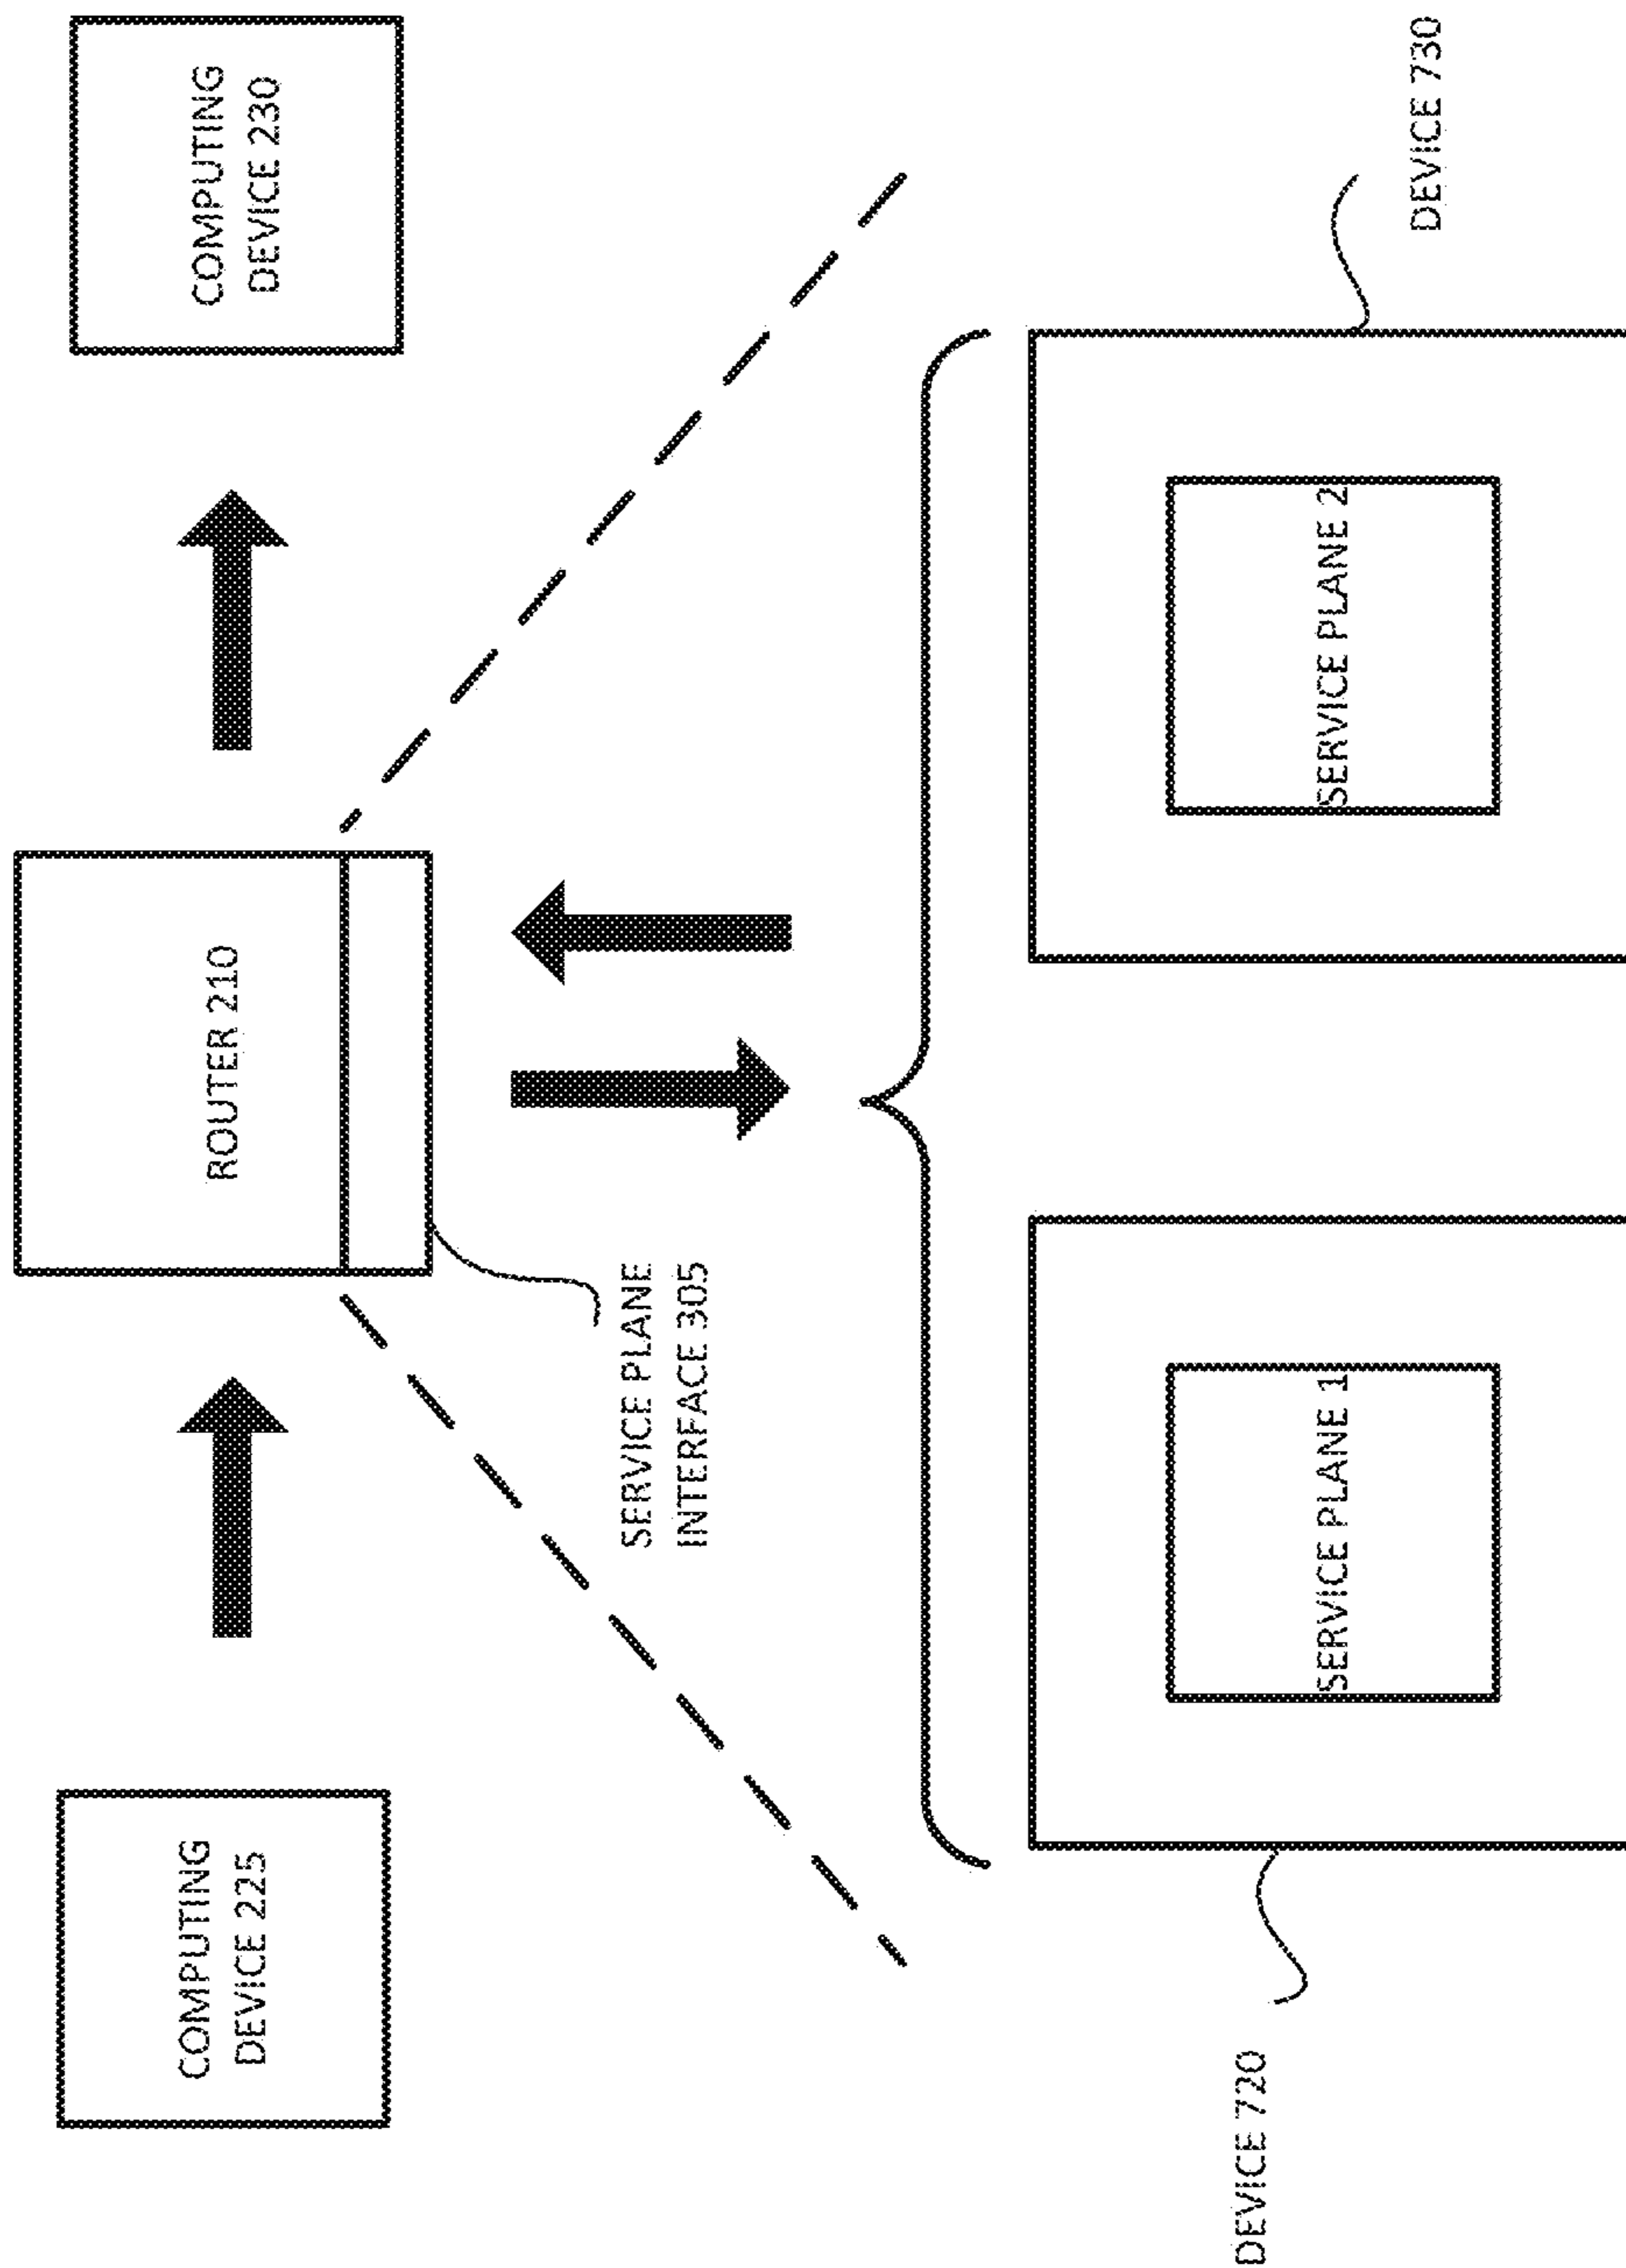 COMPUTING
DEVICE 225
ROUTER 210
COMPUTING
DEVICE 230
SERVICE PLANE
INTERFACE 305
DEVICE 720
SERVICE PLANE 1
SERVICE PLANE 2
DEVICE 730